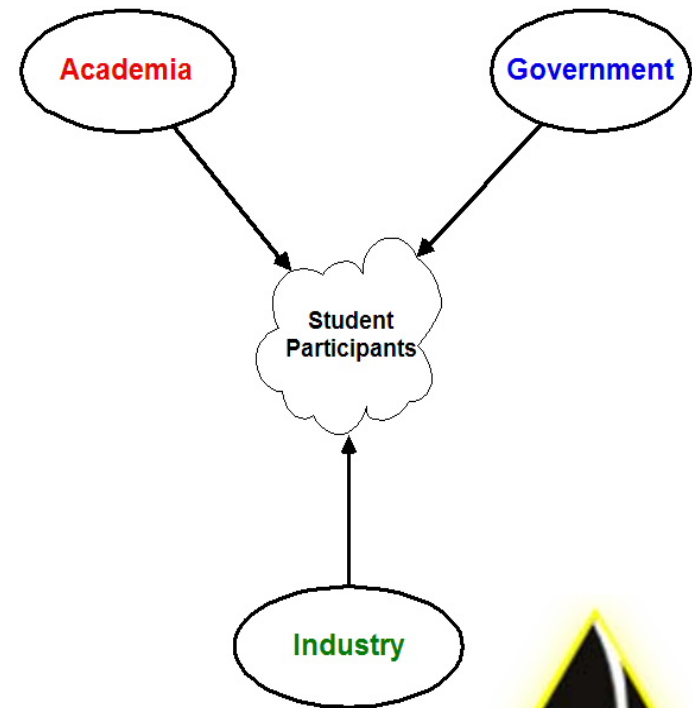 Academia
Government
Student
Participants
Industry